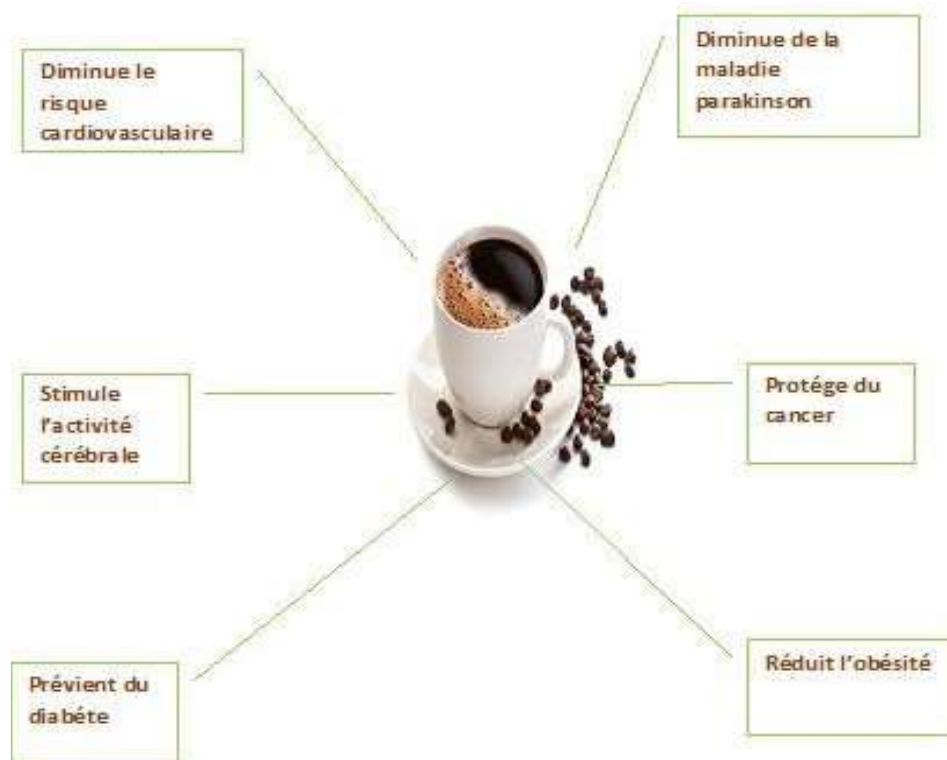 Diminue le
risque
cardiovasculaire
Diminue de la
maladie
parakinson
Stimule
l’activité
cérébrale
Protége du
cancer
Prévient du
diabéte
Réduit l’obésité